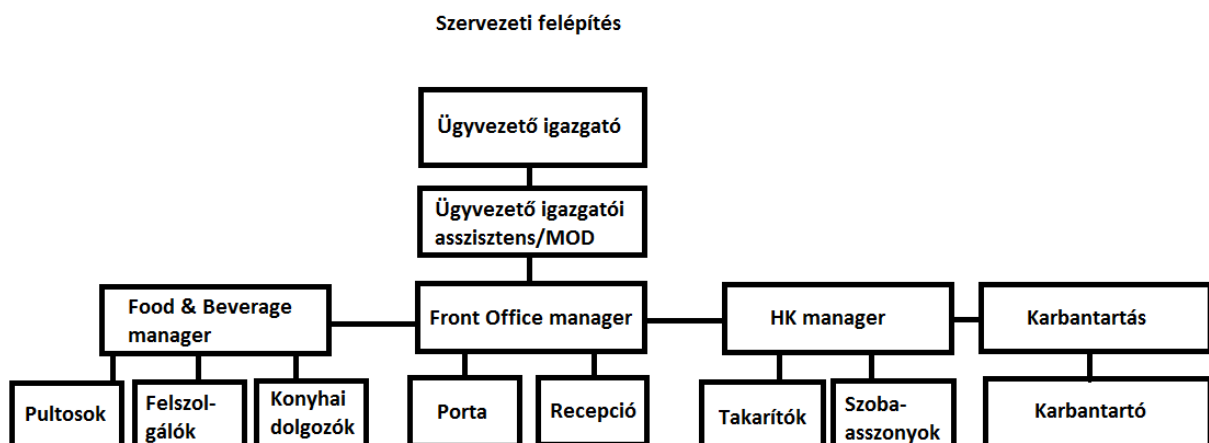 Szervezeti felépítés
Ügyvezető igazgató
Ügyvezető igazgatói
asszisztens/MOD
Food & Beverage
manager
Front Office manager
HK manager
Karbantartás
Pultosok
Felszol-
gálók
Konyhai
dolgozók
Porta
Recepció
Takarítók
Szoba-
asszonyok
Karbantartó